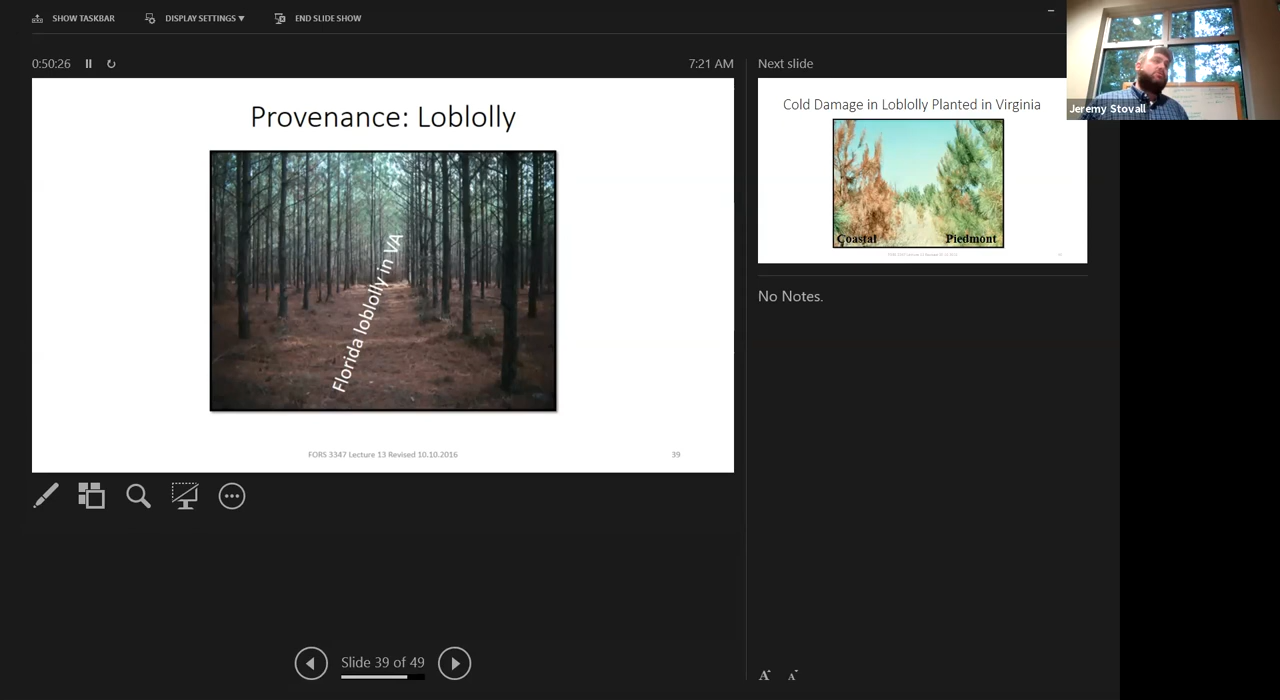 SHOW TASKBAR
DISPLAY SETTINGS ▼
END SLIDE SHOW
0:50:26
7:21 AM
Next slide
Provenance: Loblolly
Florida loblolly in VA
FORS 3347 Lecture 13 Revised 10.10.2016
39
Cold Damage in Loblolly Planted in Virginia
Coastal
Piedmont
Jeremy Stovall
No Notes.
Slide 39 of 49
A
A